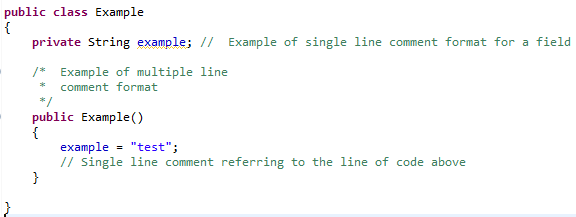 public class Example
{
    private String example; //  Example of single line comment format for a field

    /*  Example of multiple line
     *  comment format
     */
    public Example()
    {
        example = "test";
        // Single line comment referring to the line of code above
    }

}